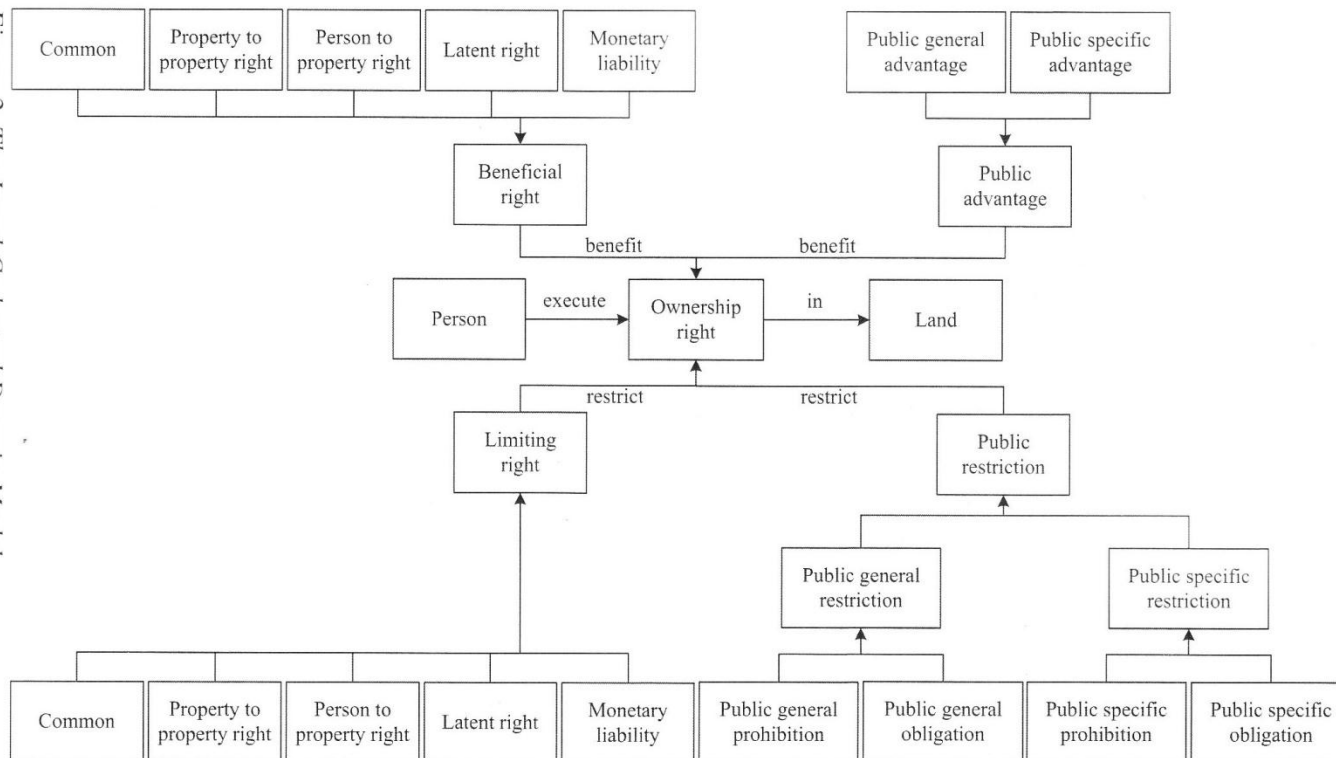 Common
Property to
property right
Person to
property right
Latent right
Monetary
liability
Public general
advantage
Public specific
advantage
Beneficial
right
Public
advantage
benefit
benefit
Person
execute
Ownership
right
in
Land
restrict
restrict
Limiting
right
Public
restriction
Public general
restriction
Public specific
restriction
Common
Property to
property right
Person to
property right
Latent right
Monetary
liability
Public general
prohibition
Public general
obligation
Public specific
prohibition
Public specific
obligation